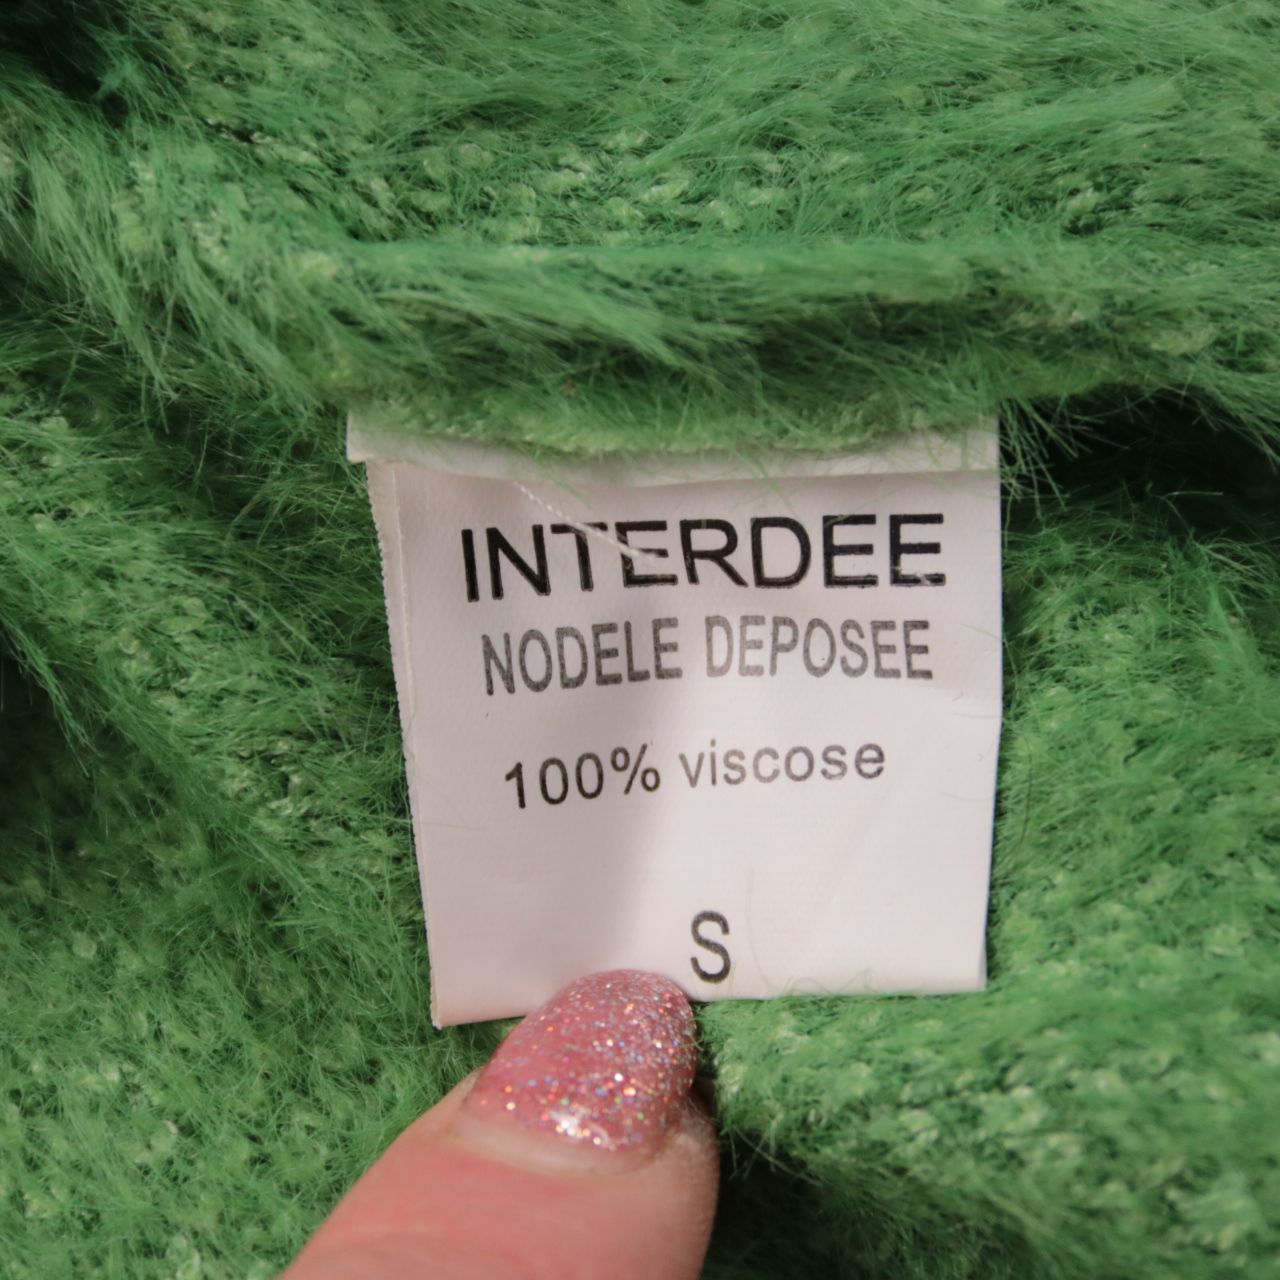 INTERDEE
NODELE DEPOSEE
100% viscose
S